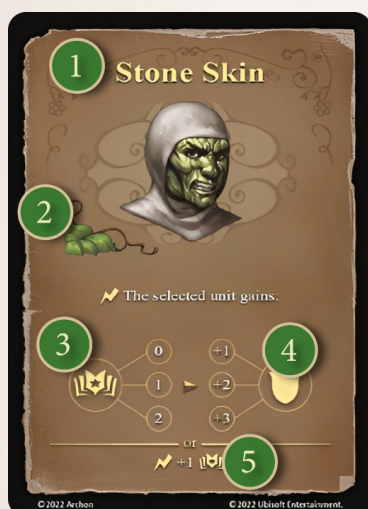 1
Stone Skin
2
The selected unit gains:
3
4
0 +1
1 +2
2 +3
or
+1
5
©2022 Archon ©2022 Ubisoft Entertainment.